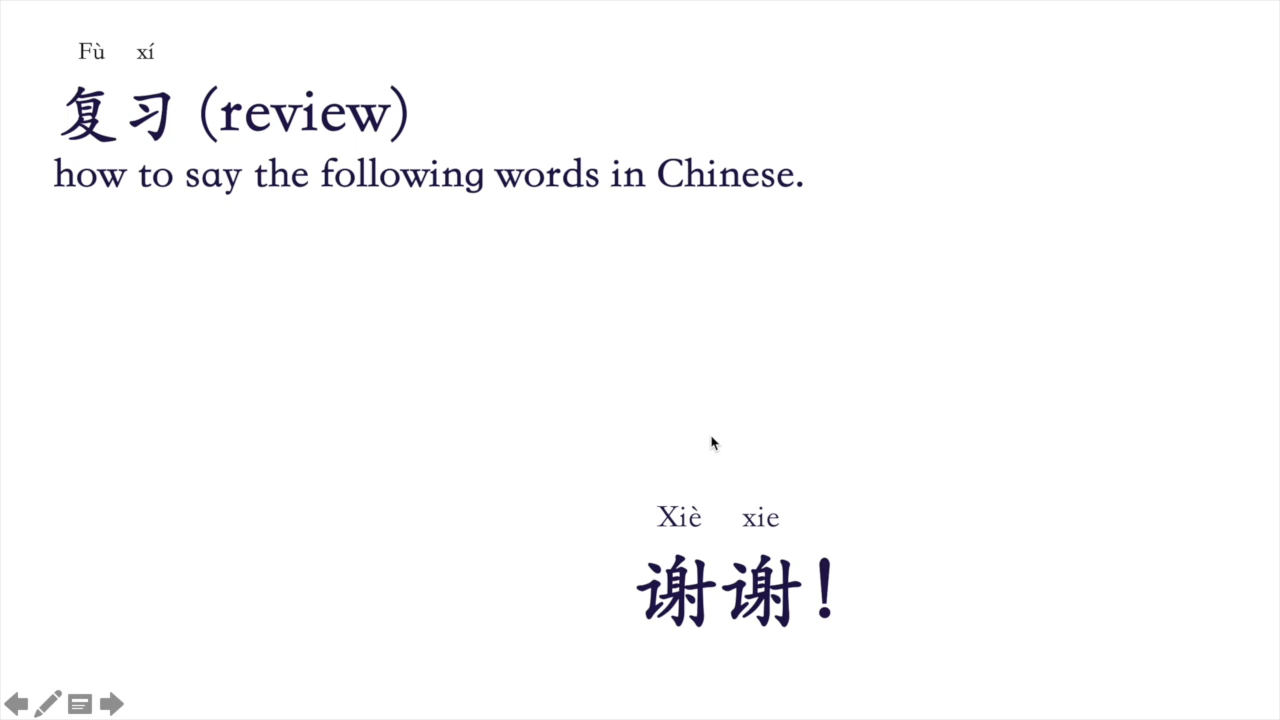 Fù xí
复习 (review)
how to say the following words in Chinese.
Xiè xie
谢谢!